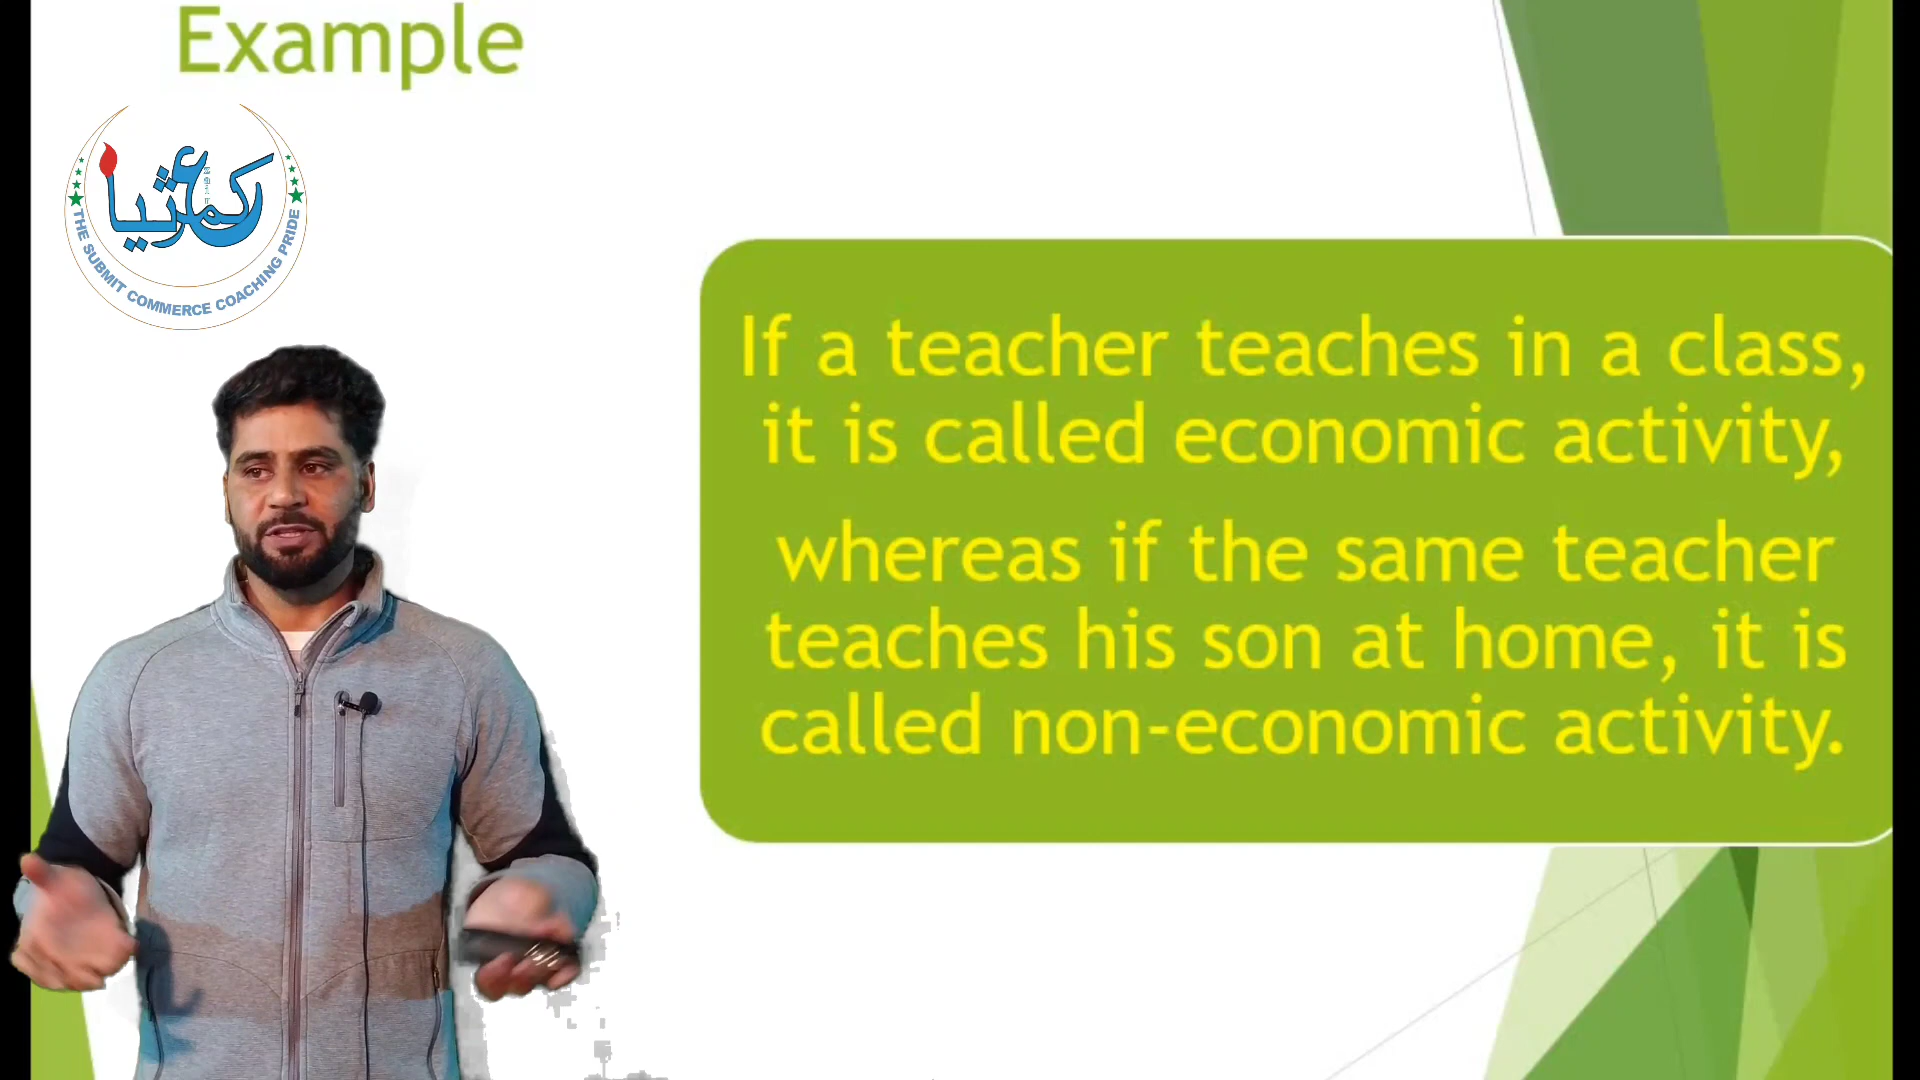 Example
THE SUBMIT COMMERCE COACHING PRIDE
If a teacher teaches in a class,
it is called economic activity,
whereas if the same teacher
teaches his son at home, it is
called non-economic activity.